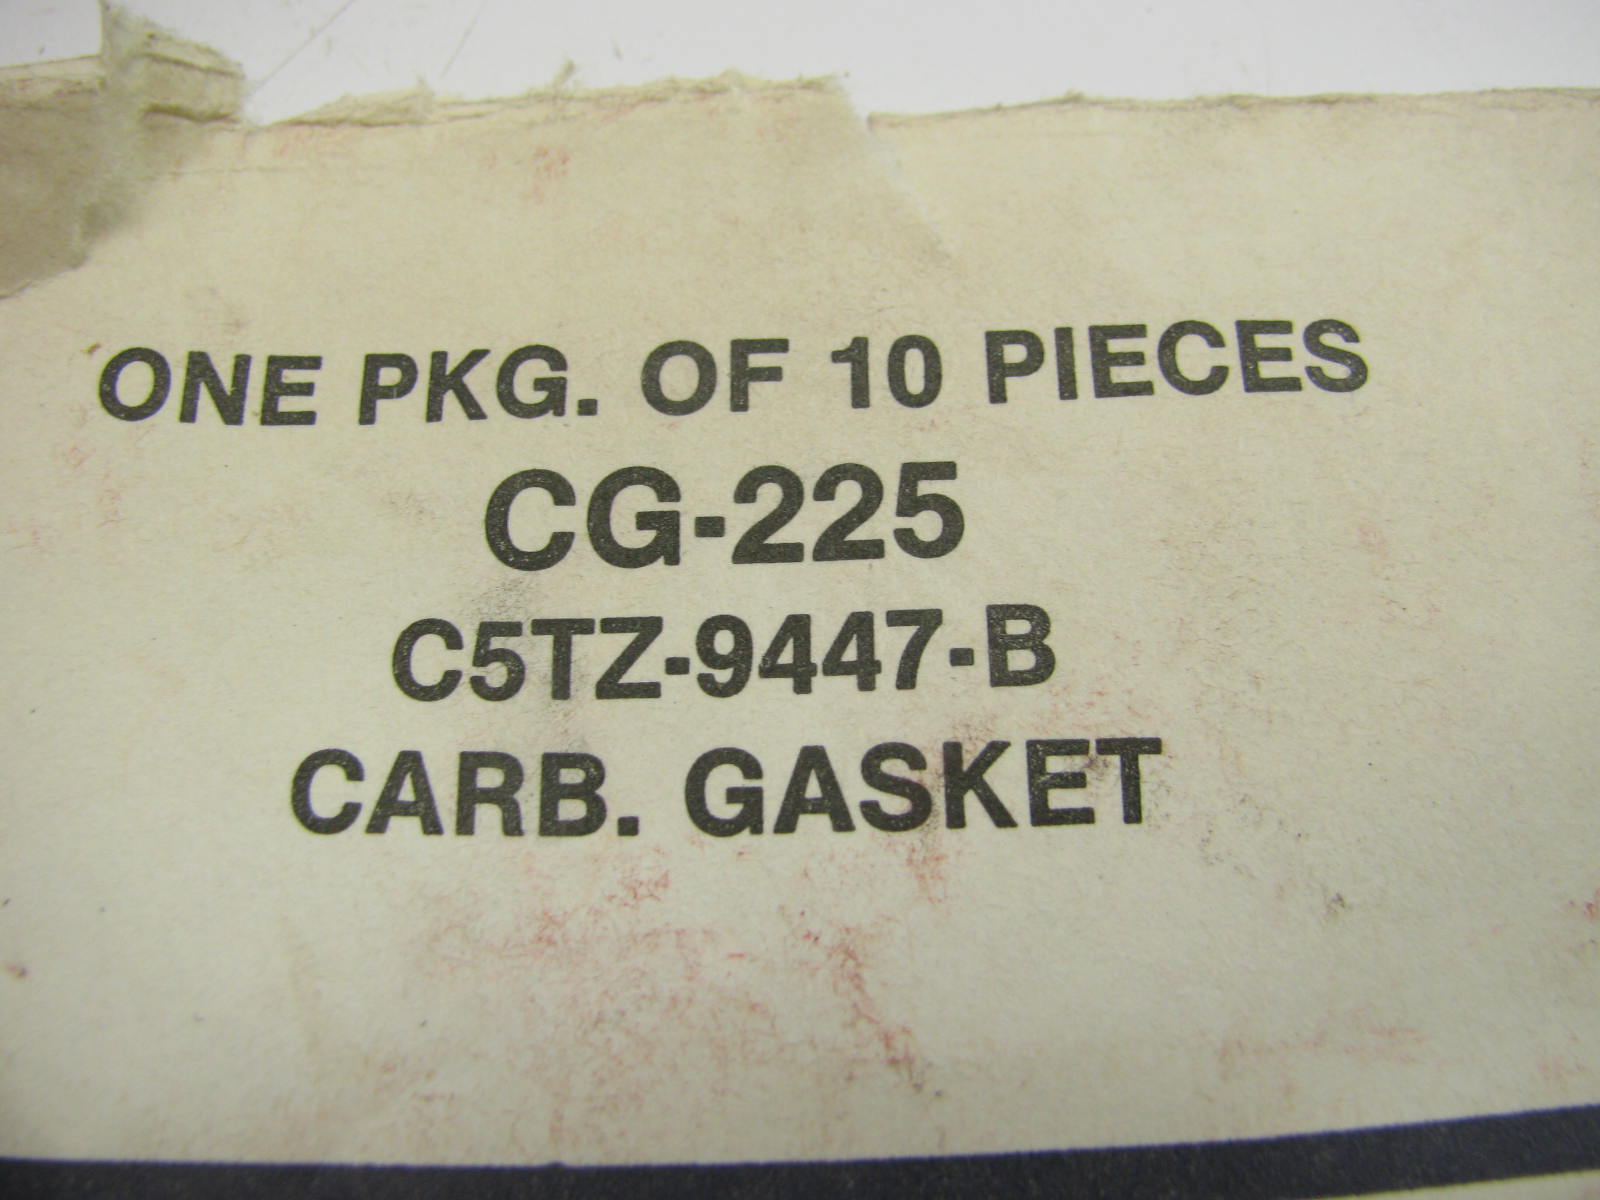 ONE PKG. OF 10 PIECES
CG-225
C5TZ-9447-B
CARB. GASKET